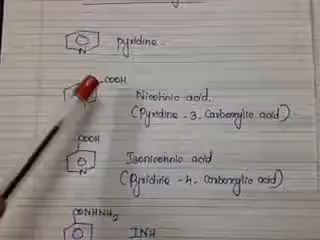 pyridine
N
COOH
Nicotinic acid.
(Pyridine -3- Carboxylic acid)
COOH
Isonicotinic acid
N
(Pyridine -4- Carboxylic acid)
CONHNH2
INH